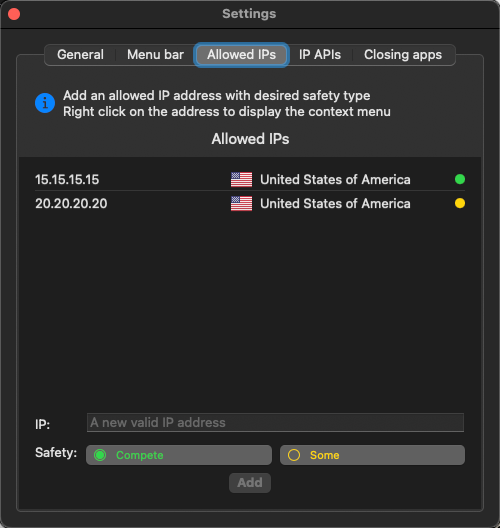 Settings
General
Menu bar
Allowed IPs
IP APIs
Closing apps
Add an allowed IP address with desired safety type
Right click on the address to display the context menu
Allowed IPs
15.15.15.15 United States of America
20.20.20.20 United States of America
IP: A new valid IP address
Safety: Compete Some
Add